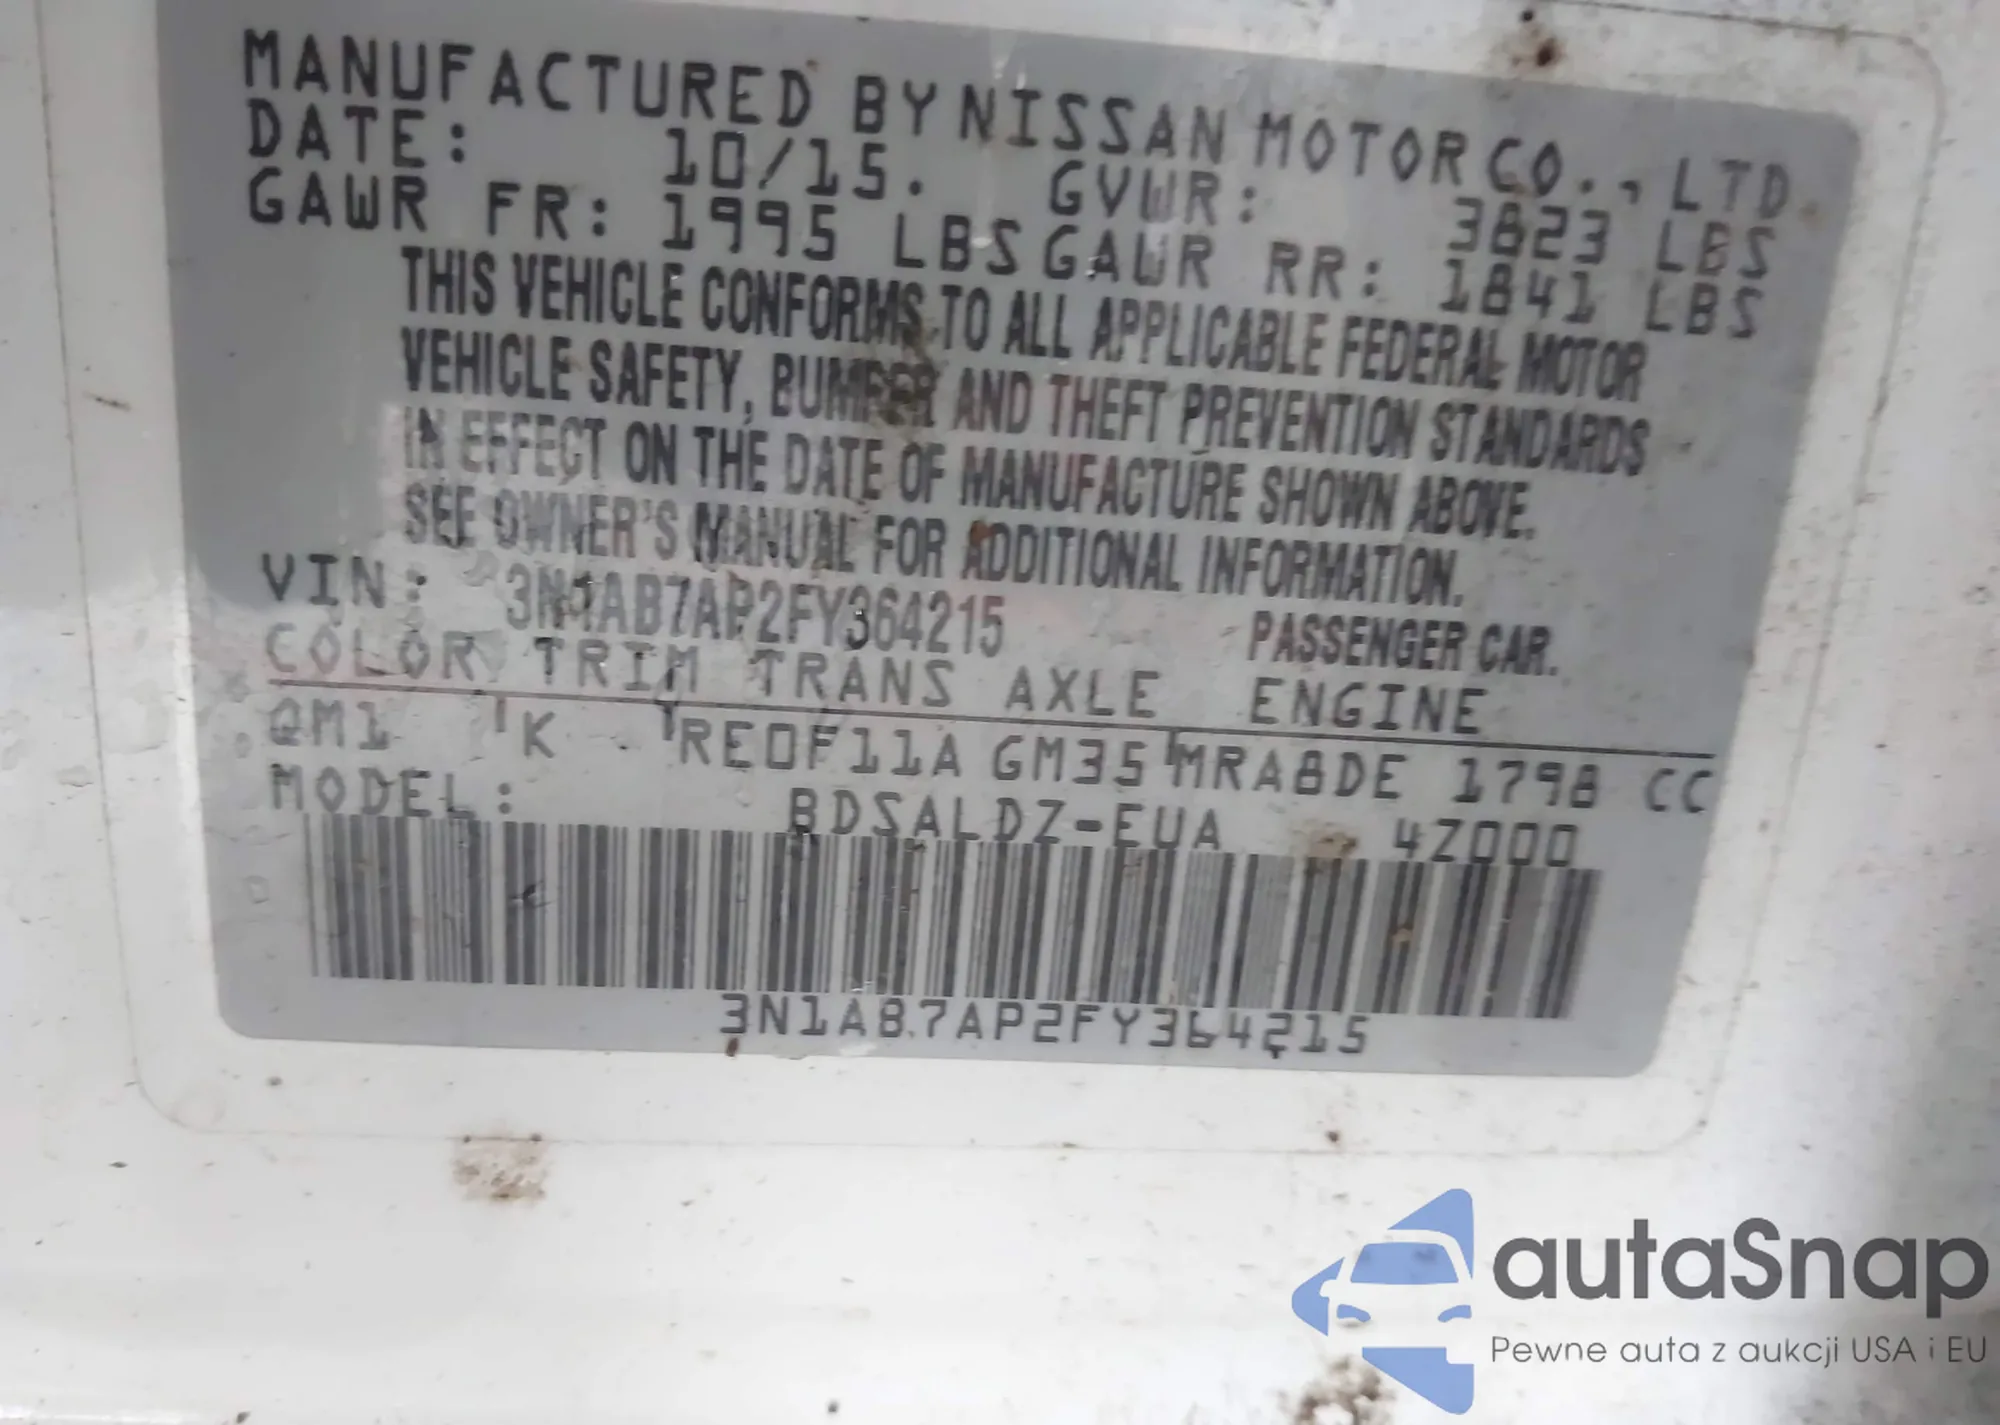 MANUFACTURED BY NISSAN MOTOR CO., LTD.
DATE: 10/15. GVWR: 3823 LBS
GAWR FR: 1995 LBS GAWR RR: 1841 LBS
THIS VEHICLE CONFORMS TO ALL APPLICABLE FEDERAL MOTOR
VEHICLE SAFETY, BUMPER AND THEFT PREVENTION STANDARDS
IN EFFECT ON THE DATE OF MANUFACTURE SHOWN ABOVE.
SEE OWNER'S MANUAL FOR ADDITIONAL INFORMATION.
VIN: 3N1AB7AP2FY364215 PASSENGER CAR.
COLOR TRIM TRANS AXLE ENGINE
QM1 K RE0F11A GM35 MRA8DE 1798 CC
MODEL: BDSALDZ-EUA 4Z000
3N1AB7AP2FY364215
autaSnap
Pewne auta z aukcji USA i EU